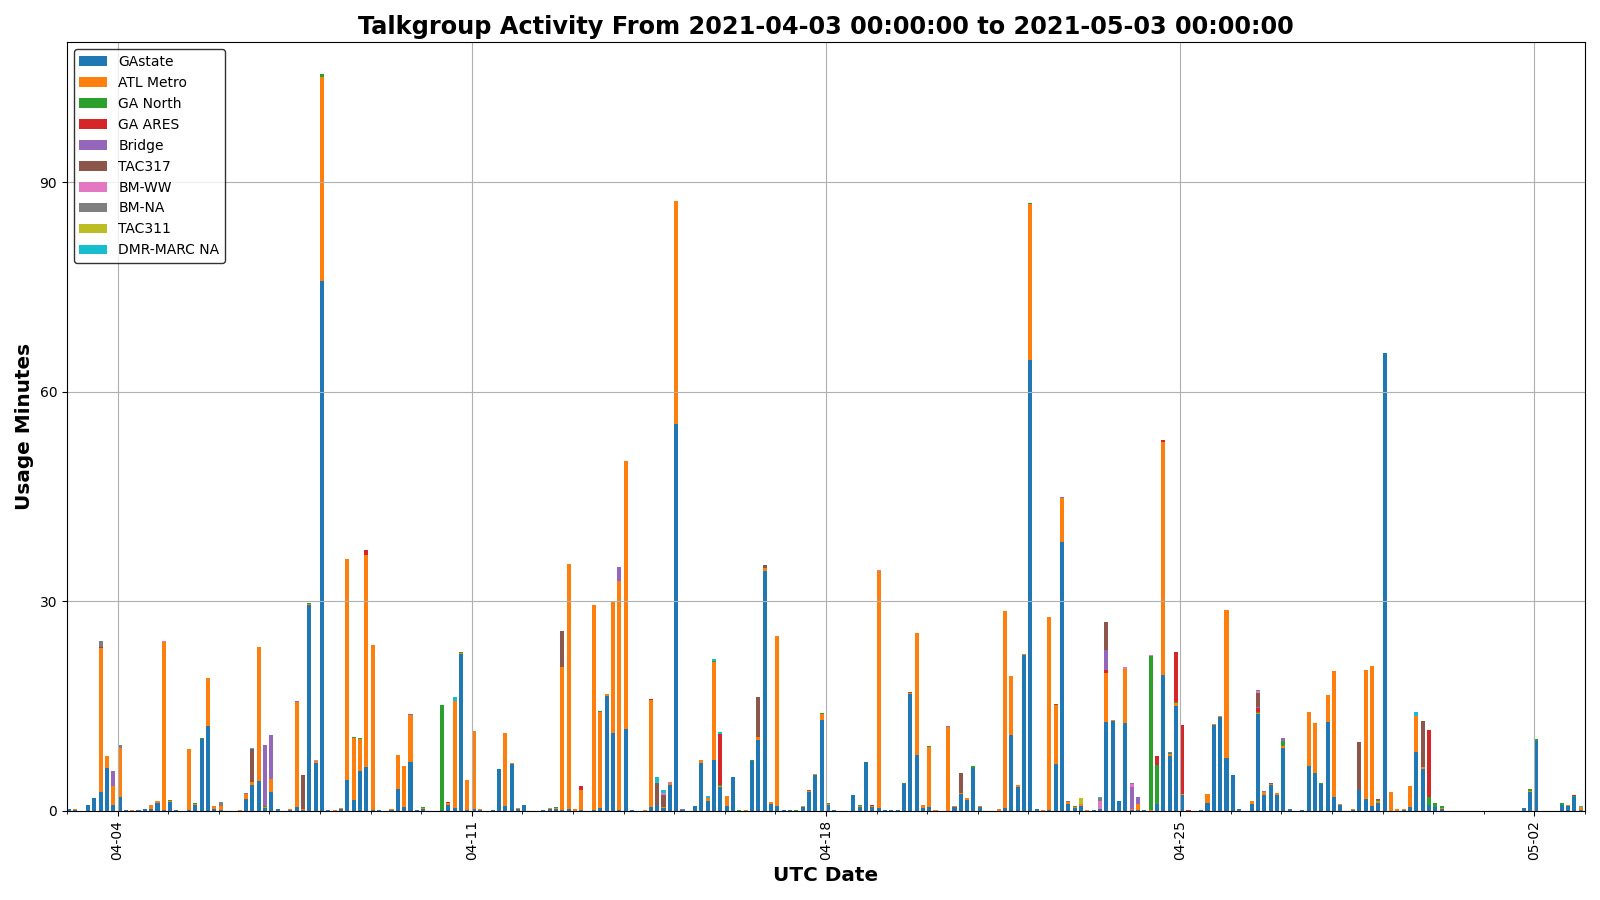 Talkgroup Activity From 2021-04-03 00:00:00 to 2021-05-03 00:00:00
GAstate
ATL Metro
GA North
GA ARES
Bridge
TAC317
BM-WW
BM-NA
TAC311
DMR-MARC NA
90
60
30
0
Usage Minutes
04-04
04-11
04-18
04-25
05-02
UTC Date